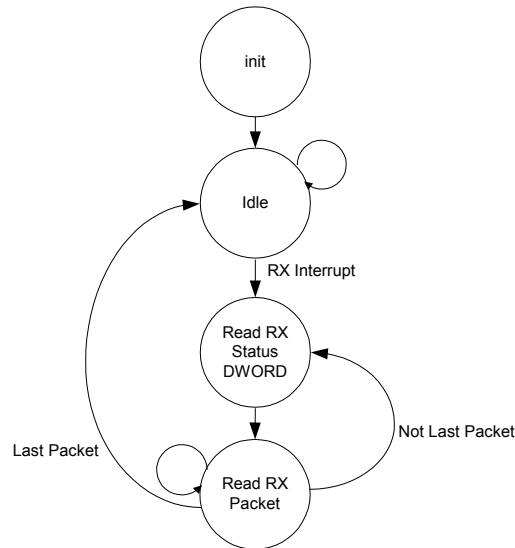 init
Idle
RX Interrupt
Read RX
Status
DWORD
Not Last Packet
Last Packet
Read RX
Packet